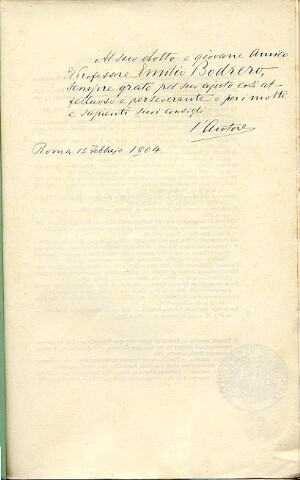 Al suo dotto e giovane Amico
il Professore Emilio Bodrero,
sempre grato pel suo ajuto così af-
fettuoso e perseverante e per i molti
e sapienti suoi consigli
l'Autore
Roma 15 Febbrajo 1904.